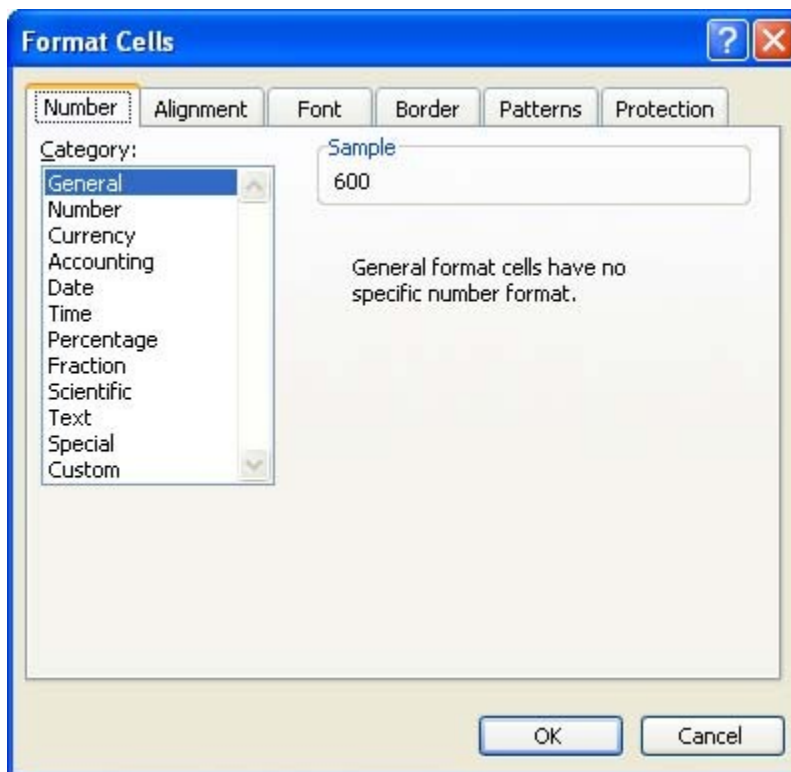 Format Cells
?
Number Alignment Font Border Patterns Protection
Category:
General
Number
Currency
Accounting
Date
Time
Percentage
Fraction
Scientific
Text
Special
Custom
Sample
600
General format cells have no
specific number format.
OK Cancel